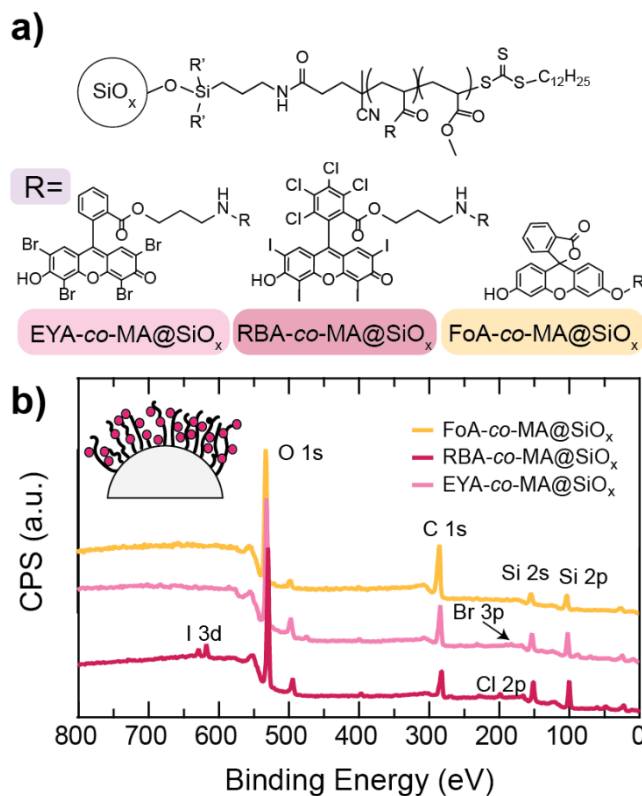 a)
SiOₓ
O
Si
R'
R'
N
H
O
CN
R
O
O
O
S
S
S
C₁₂H₂₅
R=
O
O
H
N
R
Br
Br
HO
O
O
Br
Br
Cl
Cl
Cl
Cl
O
O
H
N
R
I
I
HO
O
O
I
I
O
O
HO
O
O
R
EYA-co-MA@SiOₓ
RBA-co-MA@SiOₓ
FoA-co-MA@SiOₓ
b)
O 1s
FoA-co-MA@SiOₓ
RBA-co-MA@SiOₓ
EYA-co-MA@SiOₓ
C 1s
Si 2s
Si 2p
Br 3p
I 3d
Cl 2p
CPS (a.u.)
800 700 600 500 400 300 200 100 0
Binding Energy (eV)